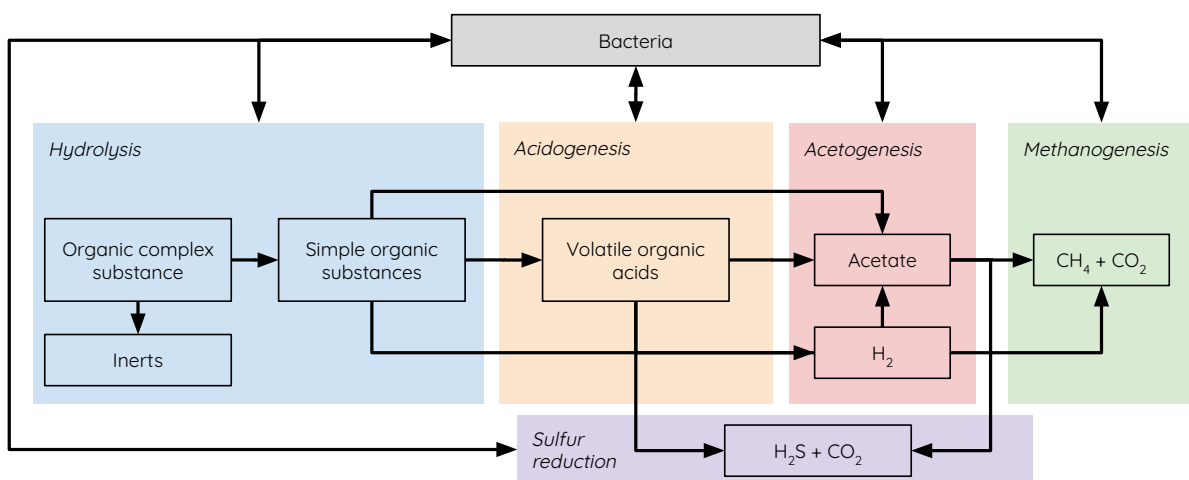 Bacteria
Hydrolysis
Acidogenesis
Acetogenesis
Methanogenesis
Organic complex
substance
Simple organic
substances
Volatile organic
acids
Acetate
CH₄ + CO₂
Inerts
H₂
Sulfur
reduction
H₂S + CO₂